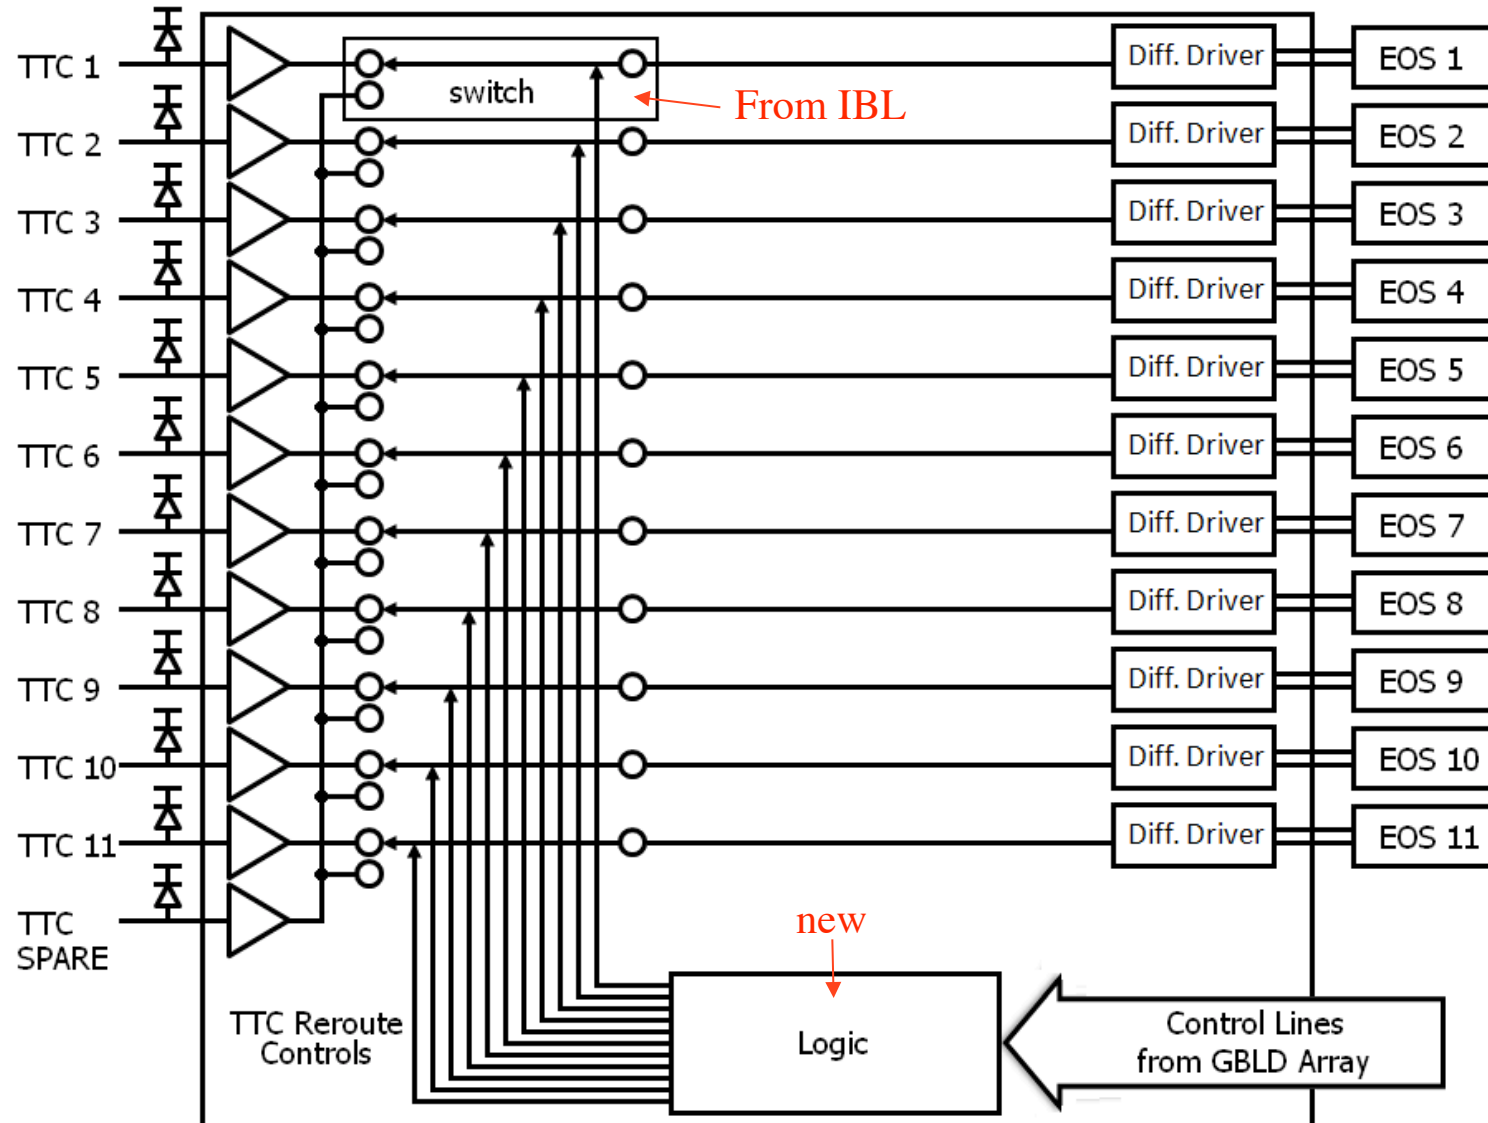 TTC 1
switch
From IBL
Diff. Driver
EOS 1
TTC 2
Diff. Driver
EOS 2
TTC 3
Diff. Driver
EOS 3
TTC 4
Diff. Driver
EOS 4
TTC 5
Diff. Driver
EOS 5
TTC 6
Diff. Driver
EOS 6
TTC 7
Diff. Driver
EOS 7
TTC 8
Diff. Driver
EOS 8
TTC 9
Diff. Driver
EOS 9
TTC 10
Diff. Driver
EOS 10
TTC 11
Diff. Driver
EOS 11
TTC
SPARE
new
TTC Reroute
Controls
Logic
Control Lines
from GBLD Array